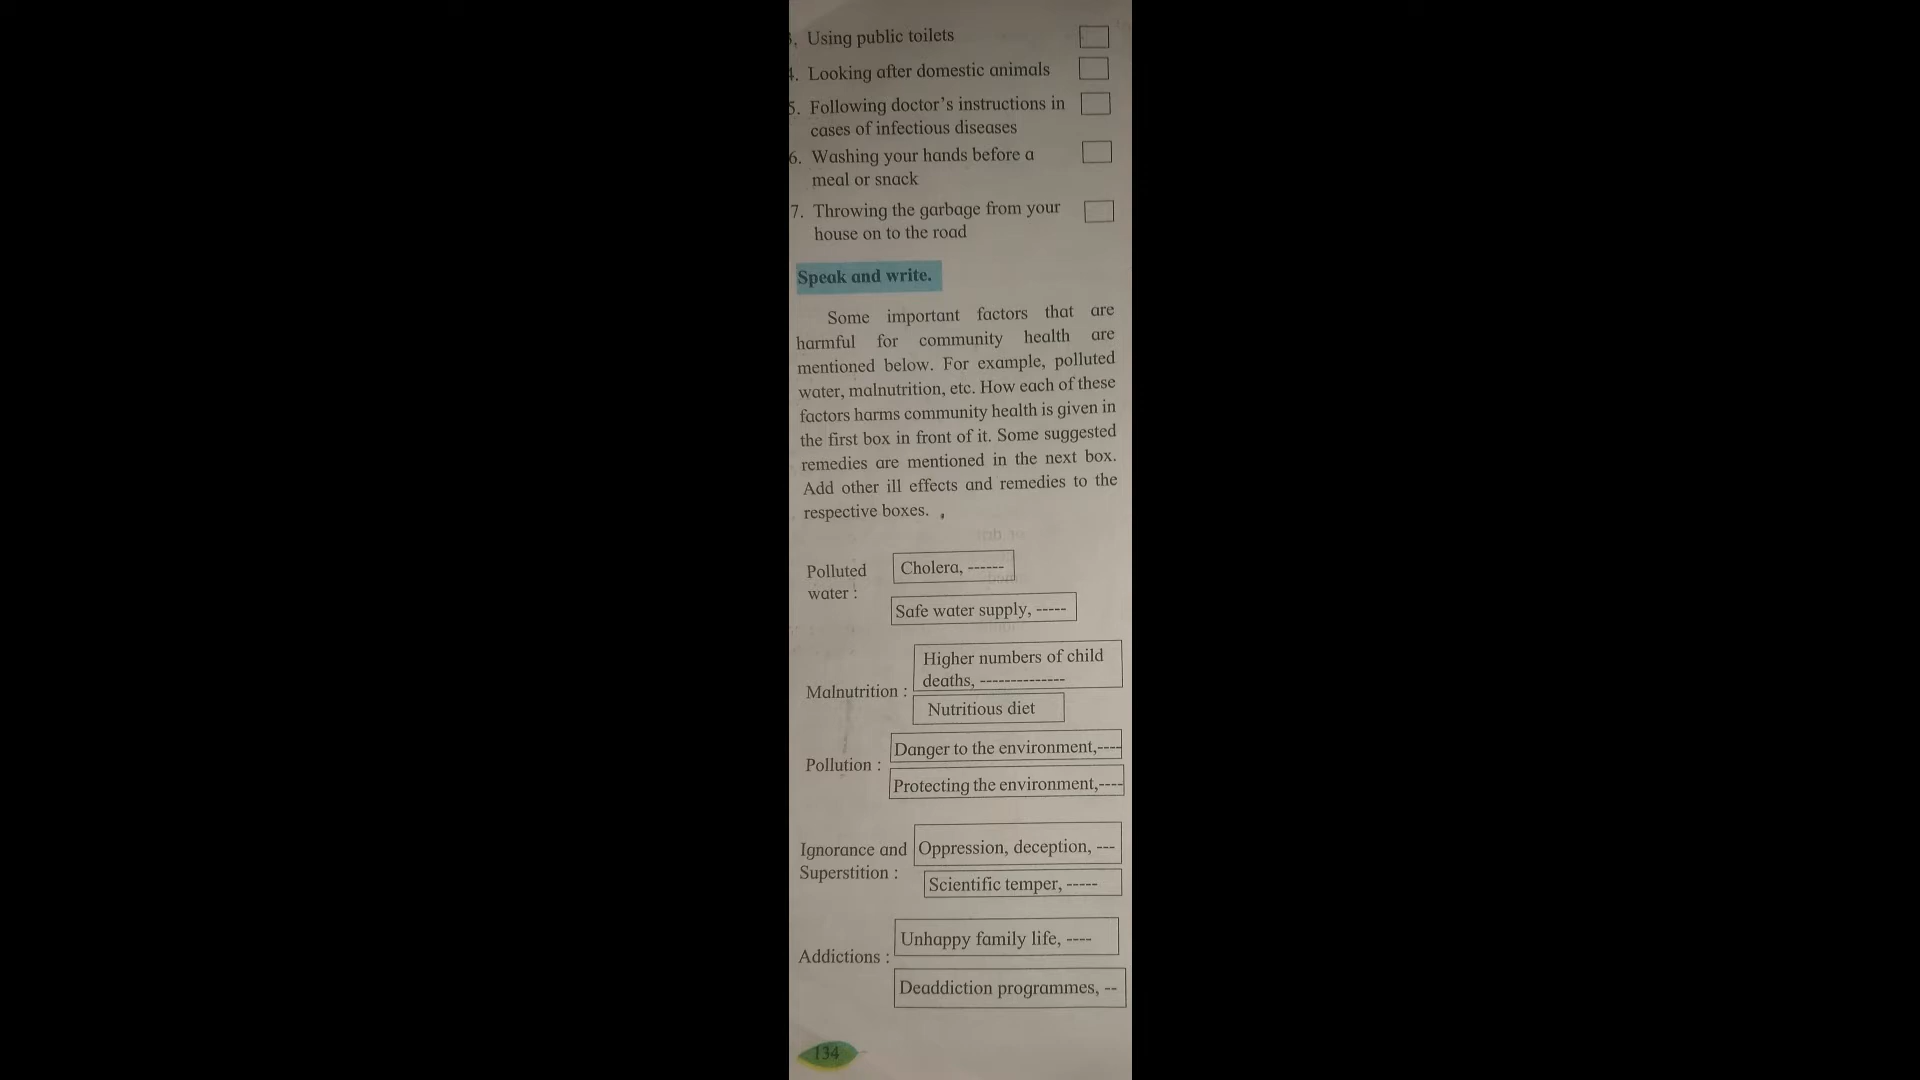 3. Using public toilets
4. Looking after domestic animals
5. Following doctor's instructions in
cases of infectious diseases
6. Washing your hands before a
meal or snack
7. Throwing the garbage from your
house on to the road
Speak and write.
Some important factors that are
harmful for community health are
mentioned below. For example, polluted
water, malnutrition, etc. How each of these
factors harms community health is given in
the first box in front of it. Some suggested
remedies are mentioned in the next box.
Add other ill effects and remedies to the
respective boxes.
Polluted
water :
Cholera, ------
Safe water supply, -----
Malnutrition :
Higher numbers of child
deaths, --------------
Nutritious diet
Pollution :
Danger to the environment,----
Protecting the environment,----
Ignorance and
Superstition :
Oppression, deception, ---
Scientific temper, -----
Addictions :
Unhappy family life, ----
Deaddiction programmes, --
134